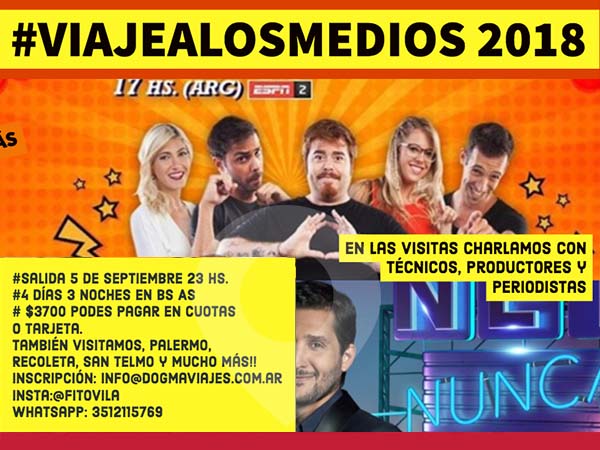 #VIAJEALOSMEDIOS 2018
17 HS. (ARG) ESPN 2
ÁS
EN LAS VISITAS CHARLAMOS CON
TÉCNICOS, PRODUCTORES Y
PERIODISTAS
#SALIDA 5 DE SEPTIEMBRE 23 HS.
#4 DÍAS 3 NOCHES EN BS AS
# $3700 PODES PAGAR EN CUOTAS
O TARJETA.
TAMBIÉN VISITAMOS, PALERMO,
RECOLETA, SAN TELMO Y MUCHO MÁS!!
INSCRIPCIÓN: INFO@DOGMAVIAJES.COM.AR
INSTA:@FITOVILA
WHATSAPP: 3512115769
NUNCA